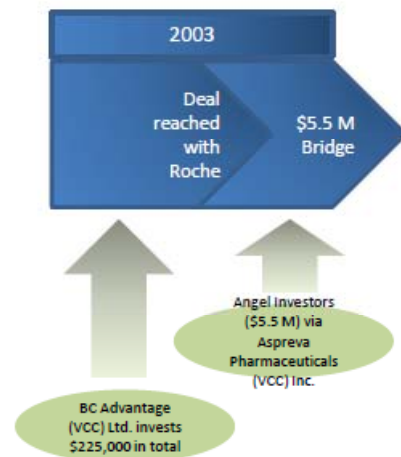 2003
Deal
reached
with
Roche
$5.5 M
Bridge
Angel Investors
($5.5 M) via
Aspreva
Pharmaceuticals
(VCC) Inc.
BC Advantage
(VCC) Ltd. invests
$225,000 in total